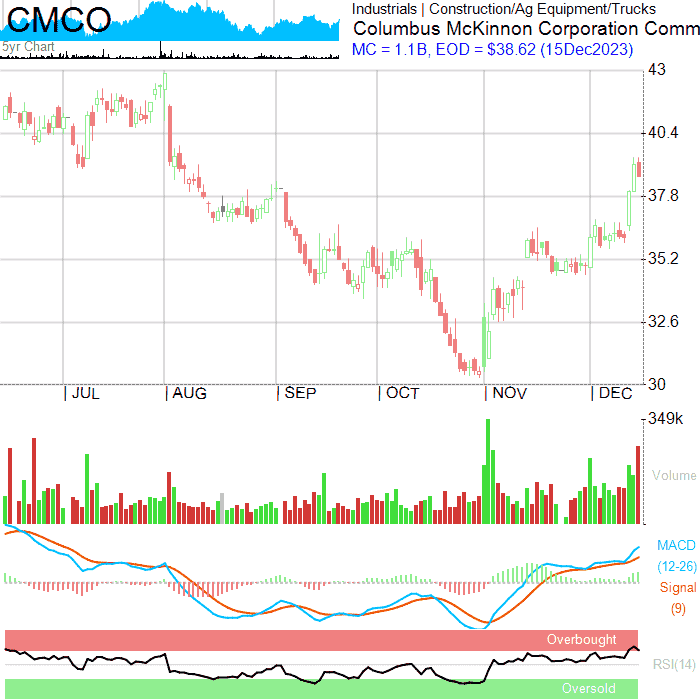 CMCO
5yr Chart
Industrials | Construction/Ag Equipment/Trucks
Columbus McKinnon Corporation Comm
MC = 1.1B, EOD = $38.62 (15Dec2023)
43
40.4
37.8
35.2
32.6
30
| JUL | AUG | SEP | OCT | NOV | DEC
349k
Volume
MACD
(12-26)
Signal
(9)
Overbought
RSI(14)
Oversold